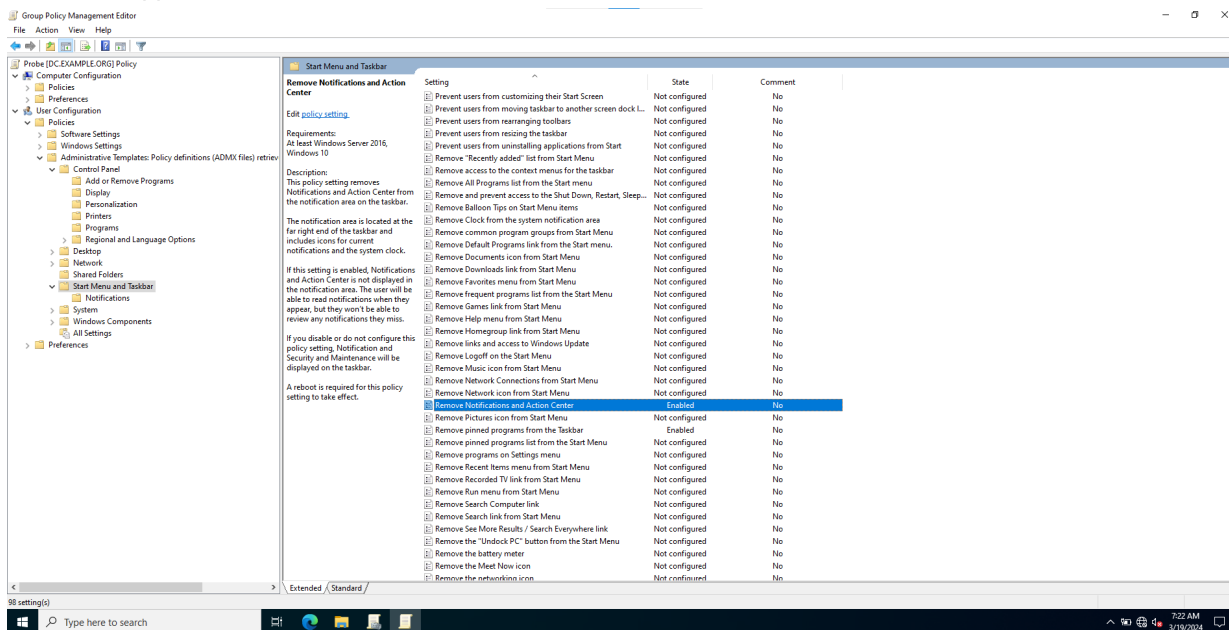 Group Policy Management Editor
File Action View Help
Probe [DC.EXAMPLE.ORG] Policy
Computer Configuration
Policies
Preferences
User Configuration
Policies
Software Settings
Windows Settings
Administrative Templates: Policy definitions (ADMX files) retriev
Control Panel
Add or Remove Programs
Display
Personalization
Printers
Programs
Regional and Language Options
Desktop
Network
Shared Folders
Start Menu and Taskbar
Notifications
System
Windows Components
All Settings
Preferences
Start Menu and Taskbar
Remove Notifications and Action
Center
Edit policy setting
Requirements:
At least Windows Server 2016,
Windows 10
Description:
This policy setting removes
Notifications and Action Center from
the notification area on the taskbar.
The notification area is located at the
far right end of the taskbar and
includes icons for current
notifications and the system clock.
If this setting is enabled, Notifications
and Action Center is not displayed in
the notification area. The user will be
able to read notifications when they
appear, but they won't be able to
review any notifications they miss.
If you disable or do not configure this
policy setting, Notification and
Security and Maintenance will be
displayed on the taskbar.
A reboot is required for this policy
setting to take effect.
Setting State Comment
Prevent users from customizing their Start Screen Not configured No
Prevent users from moving taskbar to another screen dock l... Not configured No
Prevent users from rearranging toolbars Not configured No
Prevent users from resizing the taskbar Not configured No
Prevent users from uninstalling applications from Start Not configured No
Remove "Recently added" list from Start Menu Not configured No
Remove access to the context menus for the taskbar Not configured No
Remove All Programs list from the Start menu Not configured No
Remove and prevent access to the Shut Down, Restart, Sleep... Not configured No
Remove Balloon Tips on Start Menu items Not configured No
Remove Clock from the system notification area Not configured No
Remove common program groups from Start Menu Not configured No
Remove Default Programs link from the Start menu. Not configured No
Remove Documents icon from Start Menu Not configured No
Remove Downloads link from Start Menu Not configured No
Remove Favorites menu from Start Menu Not configured No
Remove frequent programs list from the Start Menu Not configured No
Remove Games link from Start Menu Not configured No
Remove Help menu from Start Menu Not configured No
Remove Homegroup link from Start Menu Not configured No
Remove links and access to Windows Update Not configured No
Remove Logoff on the Start Menu Not configured No
Remove Music icon from Start Menu Not configured No
Remove Network Connections from Start Menu Not configured No
Remove Network icon from Start Menu Not configured No
Remove Notifications and Action Center Enabled No
Remove Pictures icon from Start Menu Not configured No
Remove pinned programs from the Taskbar Enabled No
Remove pinned programs list from the Start Menu Not configured No
Remove programs on Settings menu Not configured No
Remove Recent Items menu from Start Menu Not configured No
Remove Recorded TV link from Start Menu Not configured No
Remove Run menu from Start Menu Not configured No
Remove Search Computer link Not configured No
Remove Search link from Start Menu Not configured No
Remove See More Results / Search Everywhere link Not configured No
Remove the "Undock PC" button from the Start Menu Not configured No
Remove the battery meter Not configured No
Remove the Meet Now icon Not configured No
Remove the networking icon Not configured No
Extended Standard
98 setting(s)
Type here to search
7:22 AM
3/19/2024